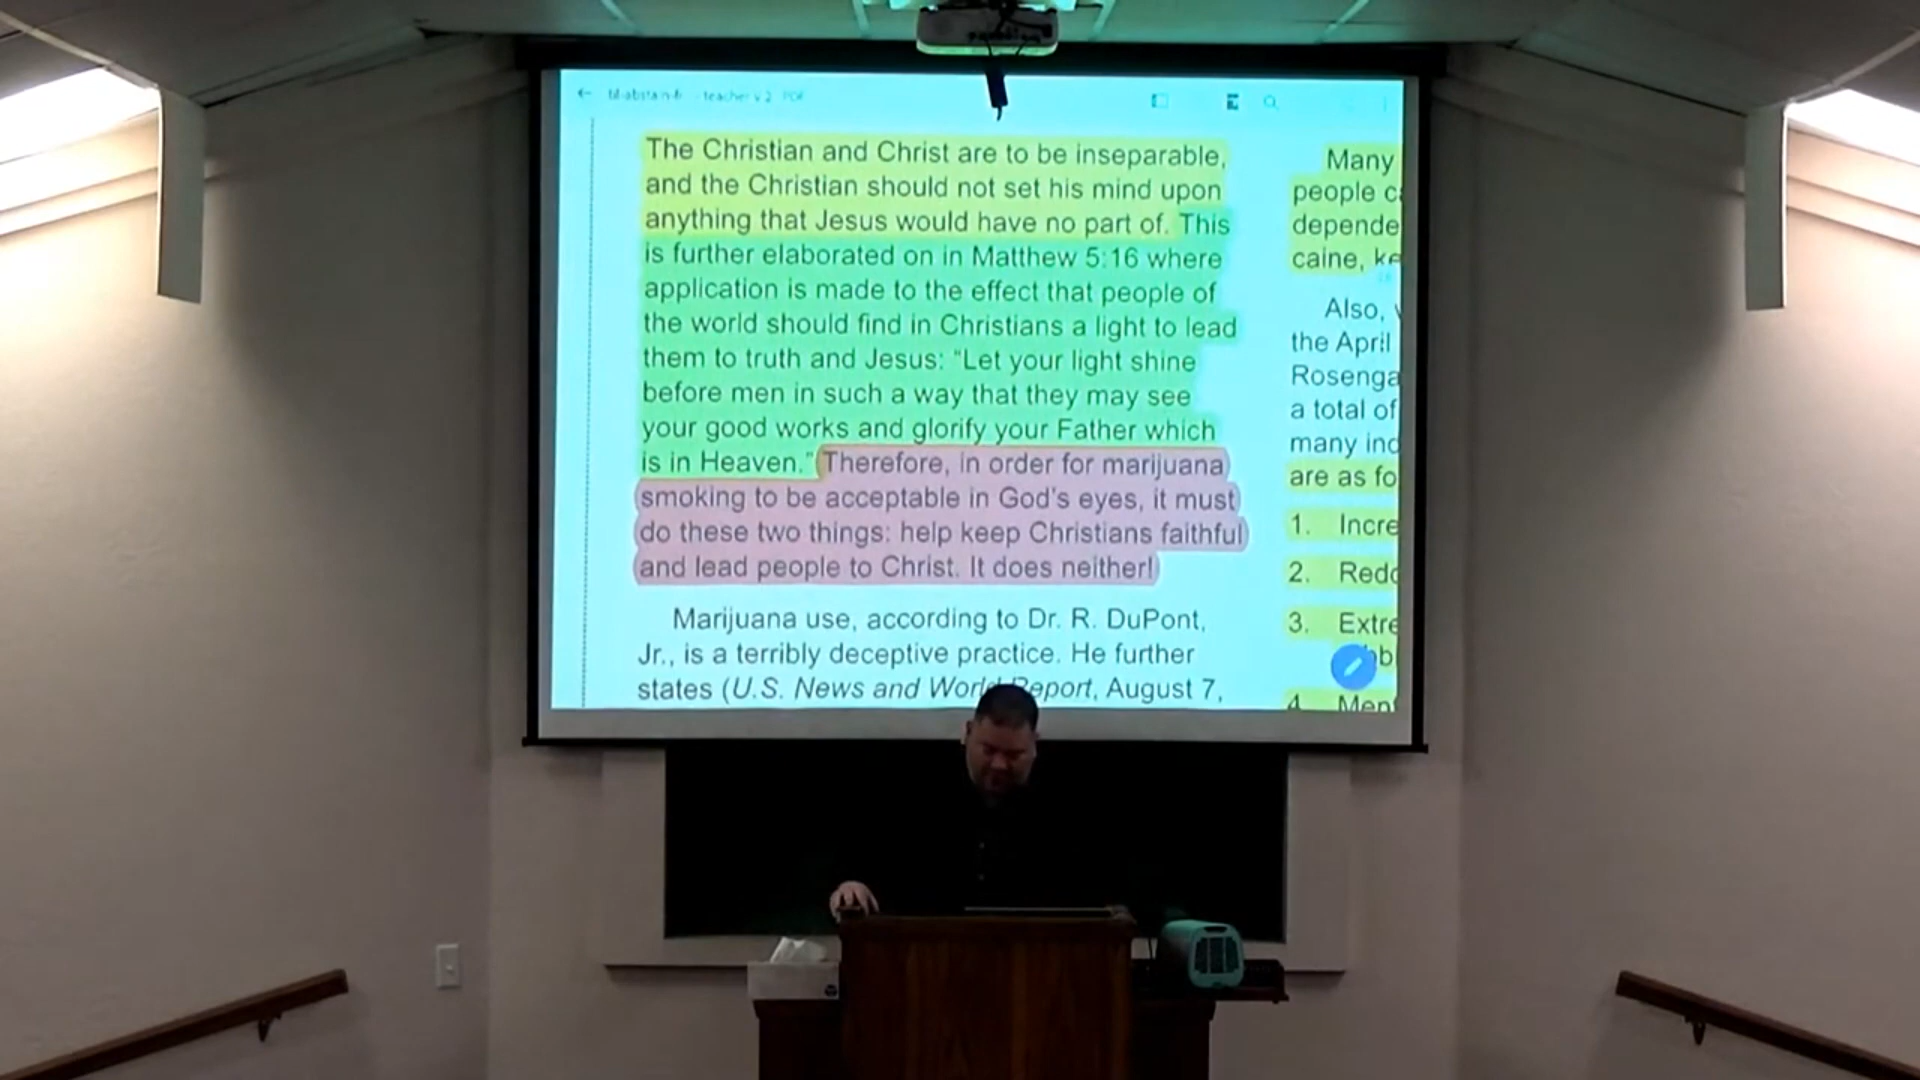 teacher v 2 PDF
The Christian and Christ are to be inseparable,
and the Christian should not set his mind upon
anything that Jesus would have no part of. This
is further elaborated on in Matthew 5:16 where
application is made to the effect that people of
the world should find in Christians a light to lead
them to truth and Jesus: “Let your light shine
before men in such a way that they may see
your good works and glorify your Father which
is in Heaven.” Therefore, in order for marijuana
smoking to be acceptable in God's eyes, it must
do these two things: help keep Christians faithful
and lead people to Christ. It does neither!
Marijuana use, according to Dr. R. DuPont,
Jr., is a terribly deceptive practice. He further
states (U.S. News and World Report, August 7,
Many
people c
depende
caine, ke
Also,
the April
Rosenga
a total of
many ind
are as fo
1. Incre
2. Redd
3. Extre
bb
4. Ment